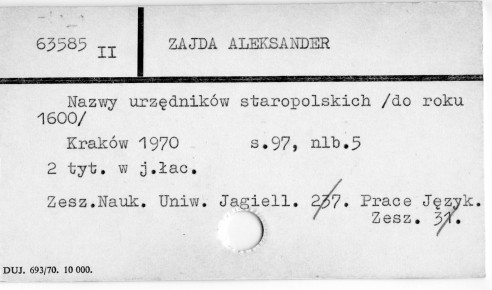 63585 II ZAJDA ALEKSANDER
Nazwy urzędników staropolskich /do roku
1600/
Kraków 1970 s.97, nlb.5
2 tyt. w j.łac.
Zesz.Nauk. Uniw. Jagiell. 237. Prace Język.
Zesz. 31.
DUJ. 693/70. 10 000.